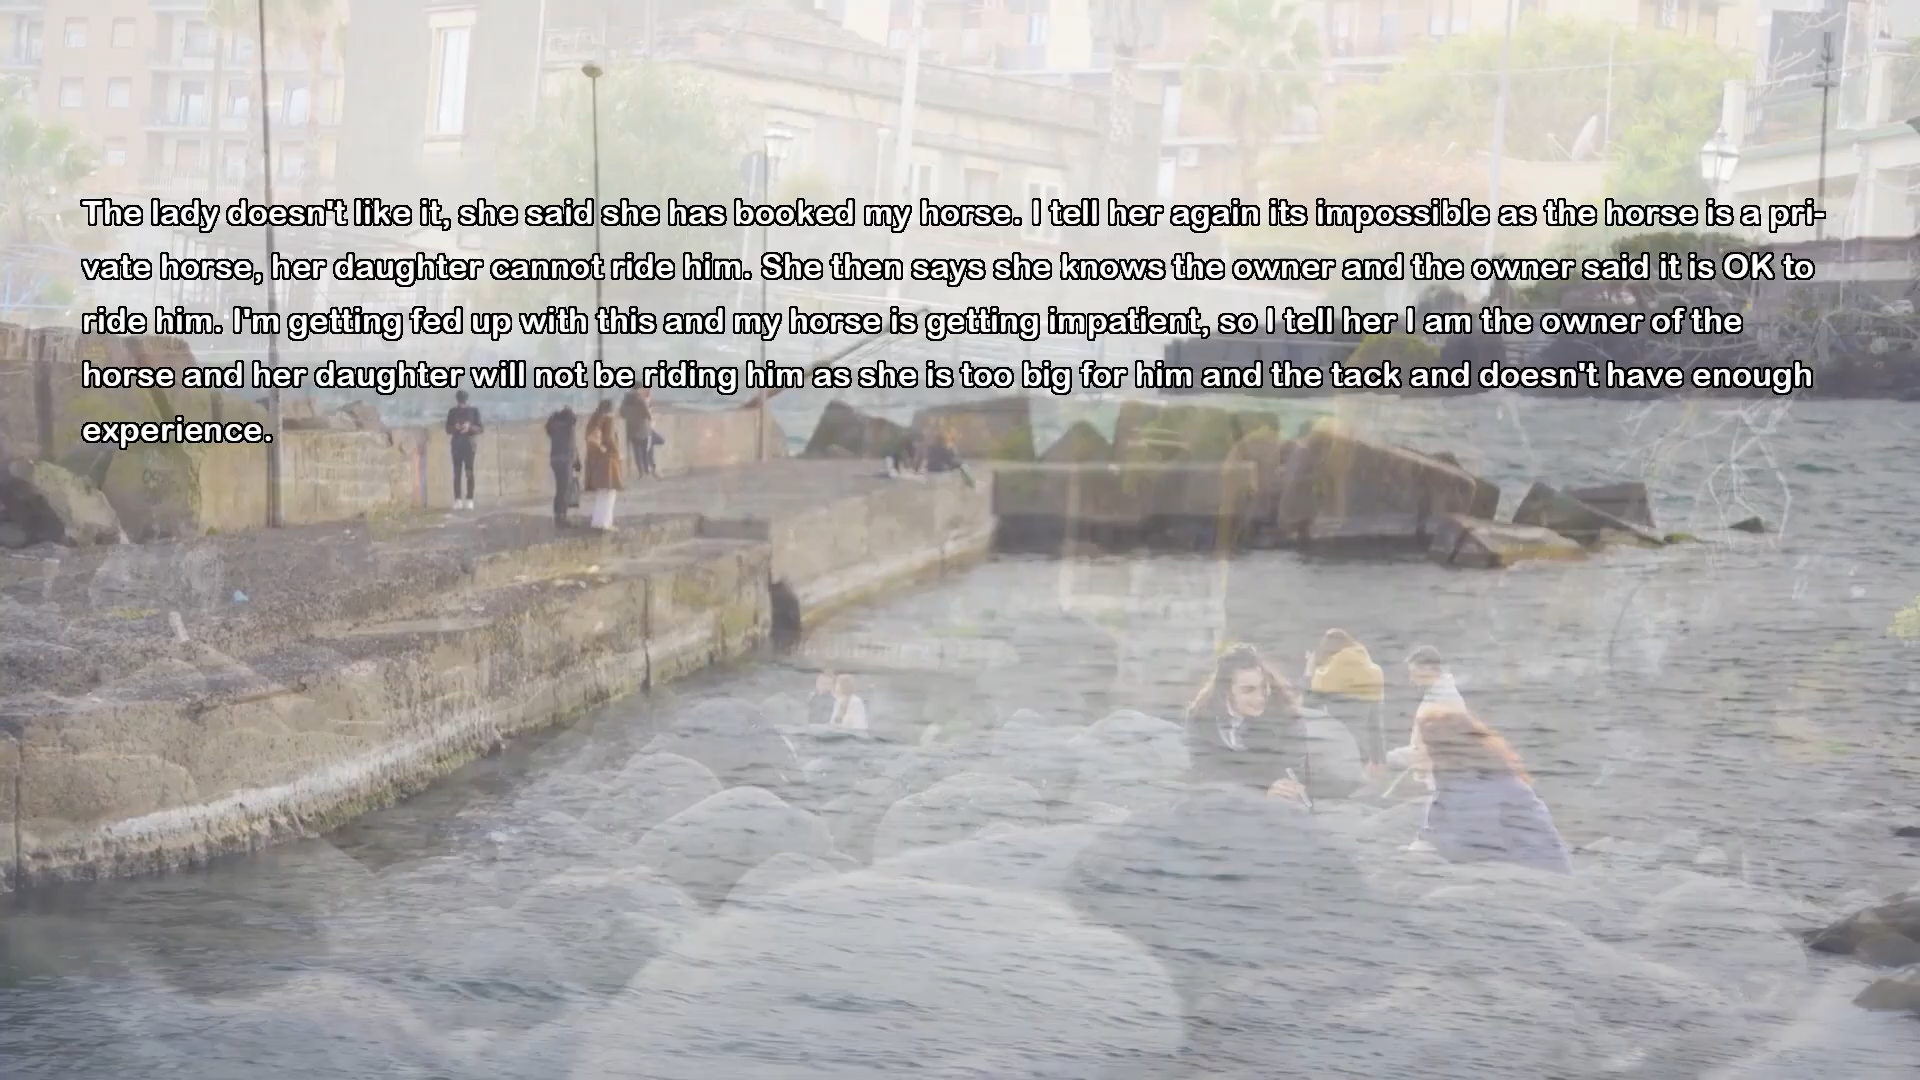 The lady doesn't like it, she said she has booked my horse. I tell her again its impossible as the horse is a pri-
vate horse, her daughter cannot ride him. She then says she knows the owner and the owner said it is OK to
ride him. I'm getting fed up with this and my horse is getting impatient, so I tell her I am the owner of the
horse and her daughter will not be riding him as she is too big for him and the tack and doesn't have enough
experience.